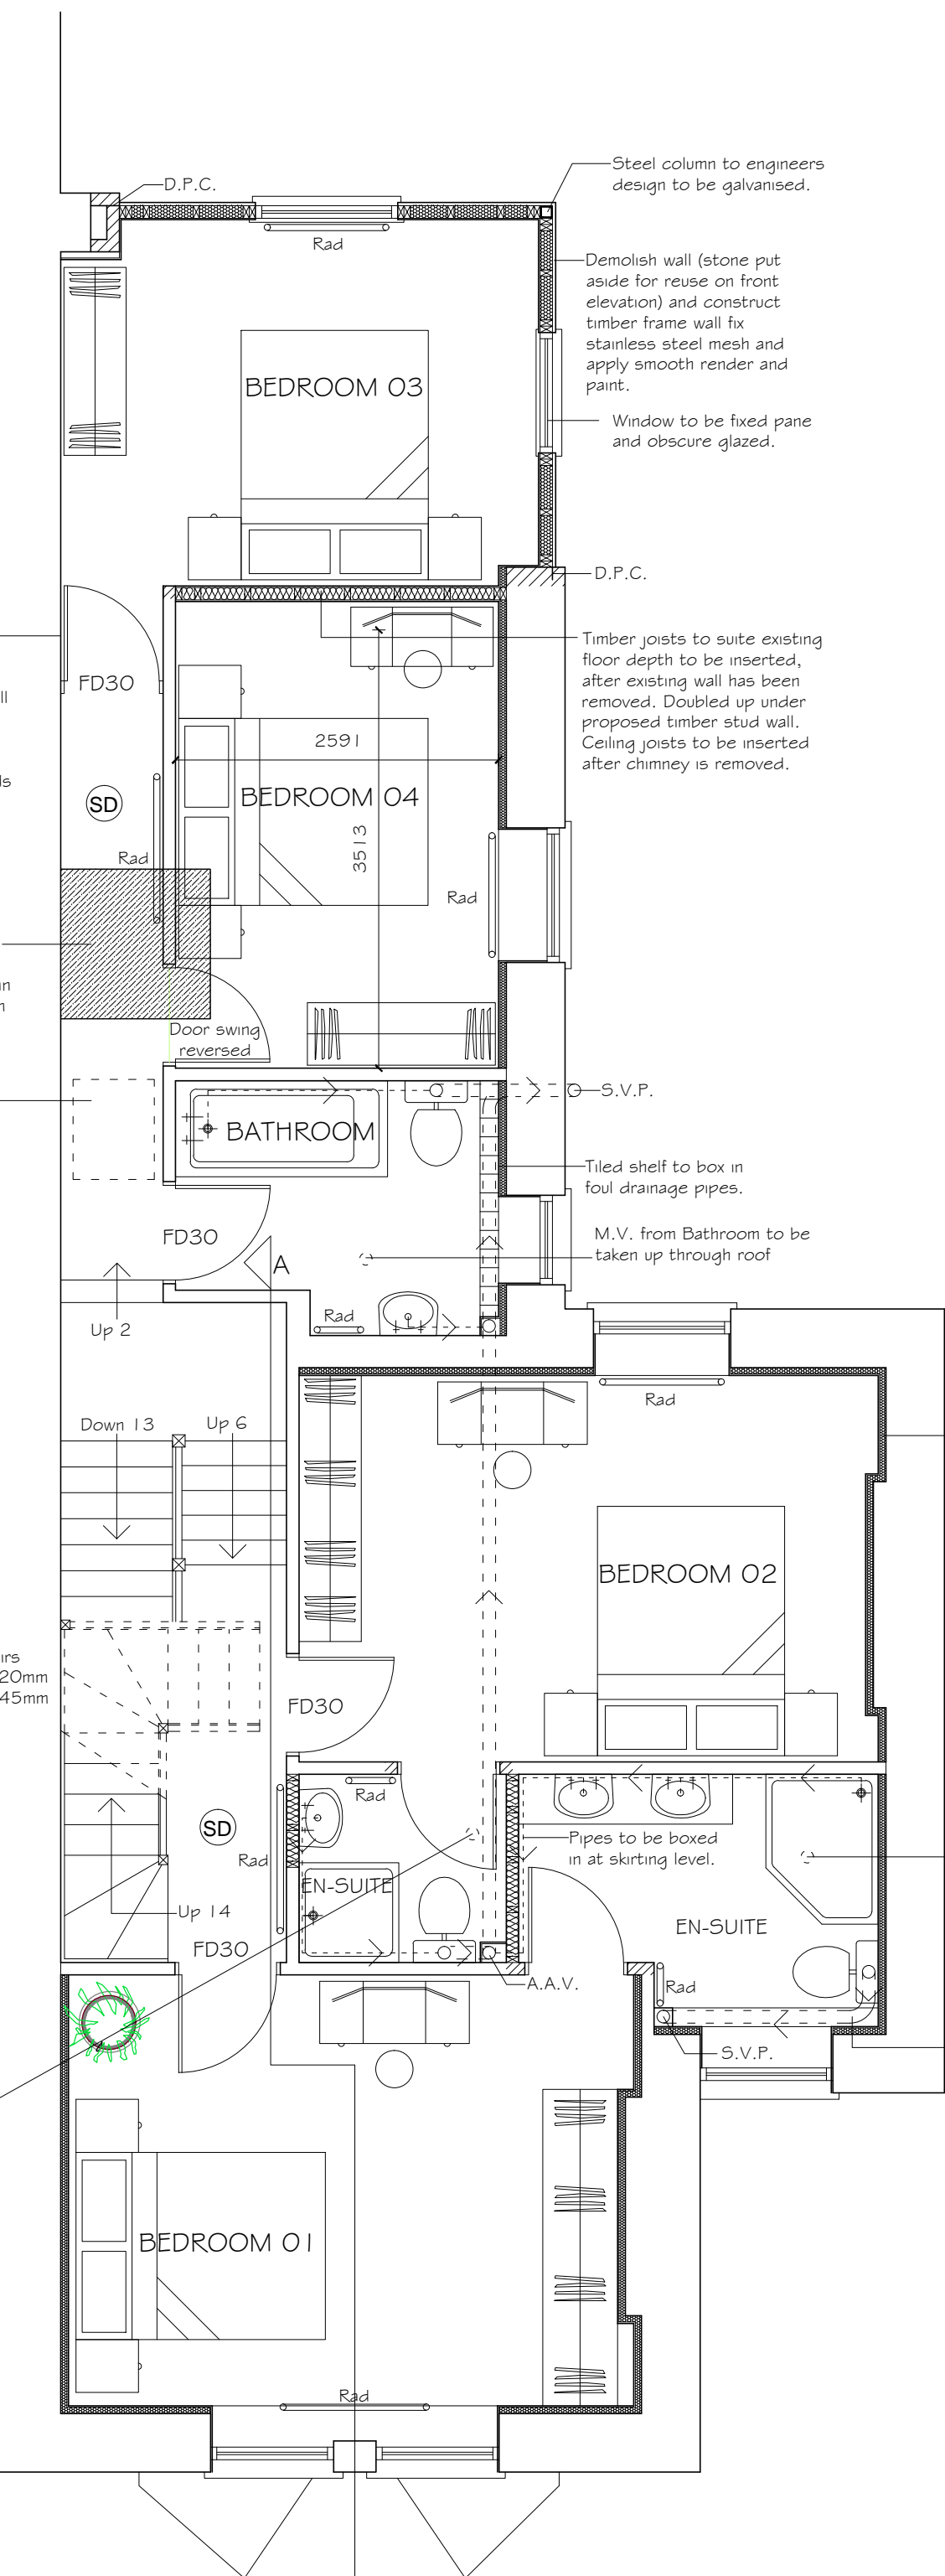 Steel column to engineers
design to be galvanised.
D.P.C.
Rad
Demolish wall (stone put
aside for reuse on front
elevation) and construct
timber frame wall fix
stainless steel mesh and
apply smooth render and
paint.
BEDROOM 03
Window to be fixed pane
and obscure glazed.
D.P.C.
Timber joists to suite existing
floor depth to be inserted,
after existing wall has been
removed. Doubled up under
proposed timber stud wall.
Ceiling joists to be inserted
after chimney is removed.
FD30
2591
BEDROOM 04
3513
SD
Rad
Rad
Door swing
reversed
S.V.P.
BATHROOM
Tiled shelf to box in
foul drainage pipes.
M.V. from Bathroom to be
taken up through roof
FD30
A
Rad
Up 2
Rad
Down 13
Up 6
BEDROOM 02
20mm
45mm
FD30
Rad
SD
Pipes to be boxed
in at skirting level.
Rad
EN-SUITE
Up 14
EN-SUITE
FD30
A.A.V.
Rad
S.V.P.
BEDROOM 01
Rad